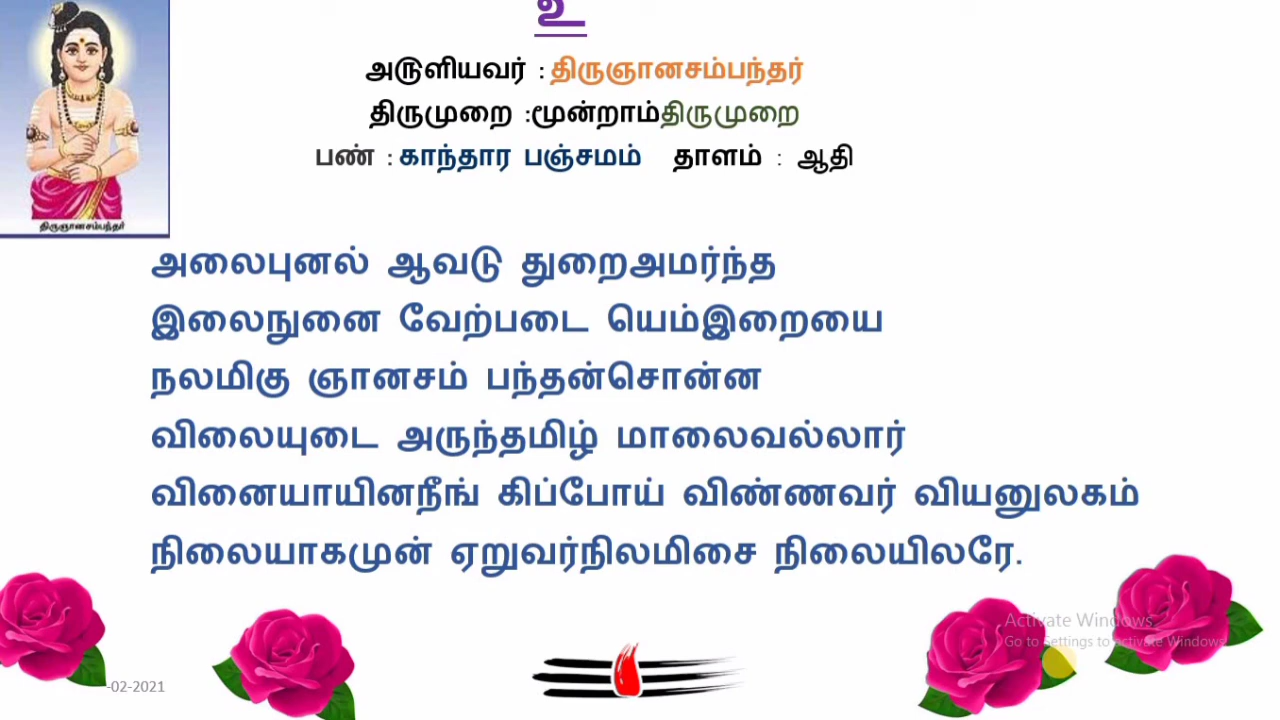 உ
அடூளியவர் : திருஞானசம்பந்தர்
திருமுறை :மூன்றாம்திருமுறை
பண் : காந்தார பஞ்சமம் தாளம் : ஆதி
திருஞானசம்பந்தர்
அலைபுனல் ஆவடு துறைஅமர்ந்த
இலைநுனை வேற்படை யெம்இறையை
நலமிகு ஞானசம் பந்தன்சொன்ன
விலையுடை அருந்தமிழ் மாலைவல்லார்
வினையாயினநீங் கிப்போய் விண்ணவர் வியனுலகம்
நிலையாகமுன் ஏறுவர்நிலமிசை நிலையிலரே.
Activate Windows
Go to Settings to activate Windows.
-02-2021